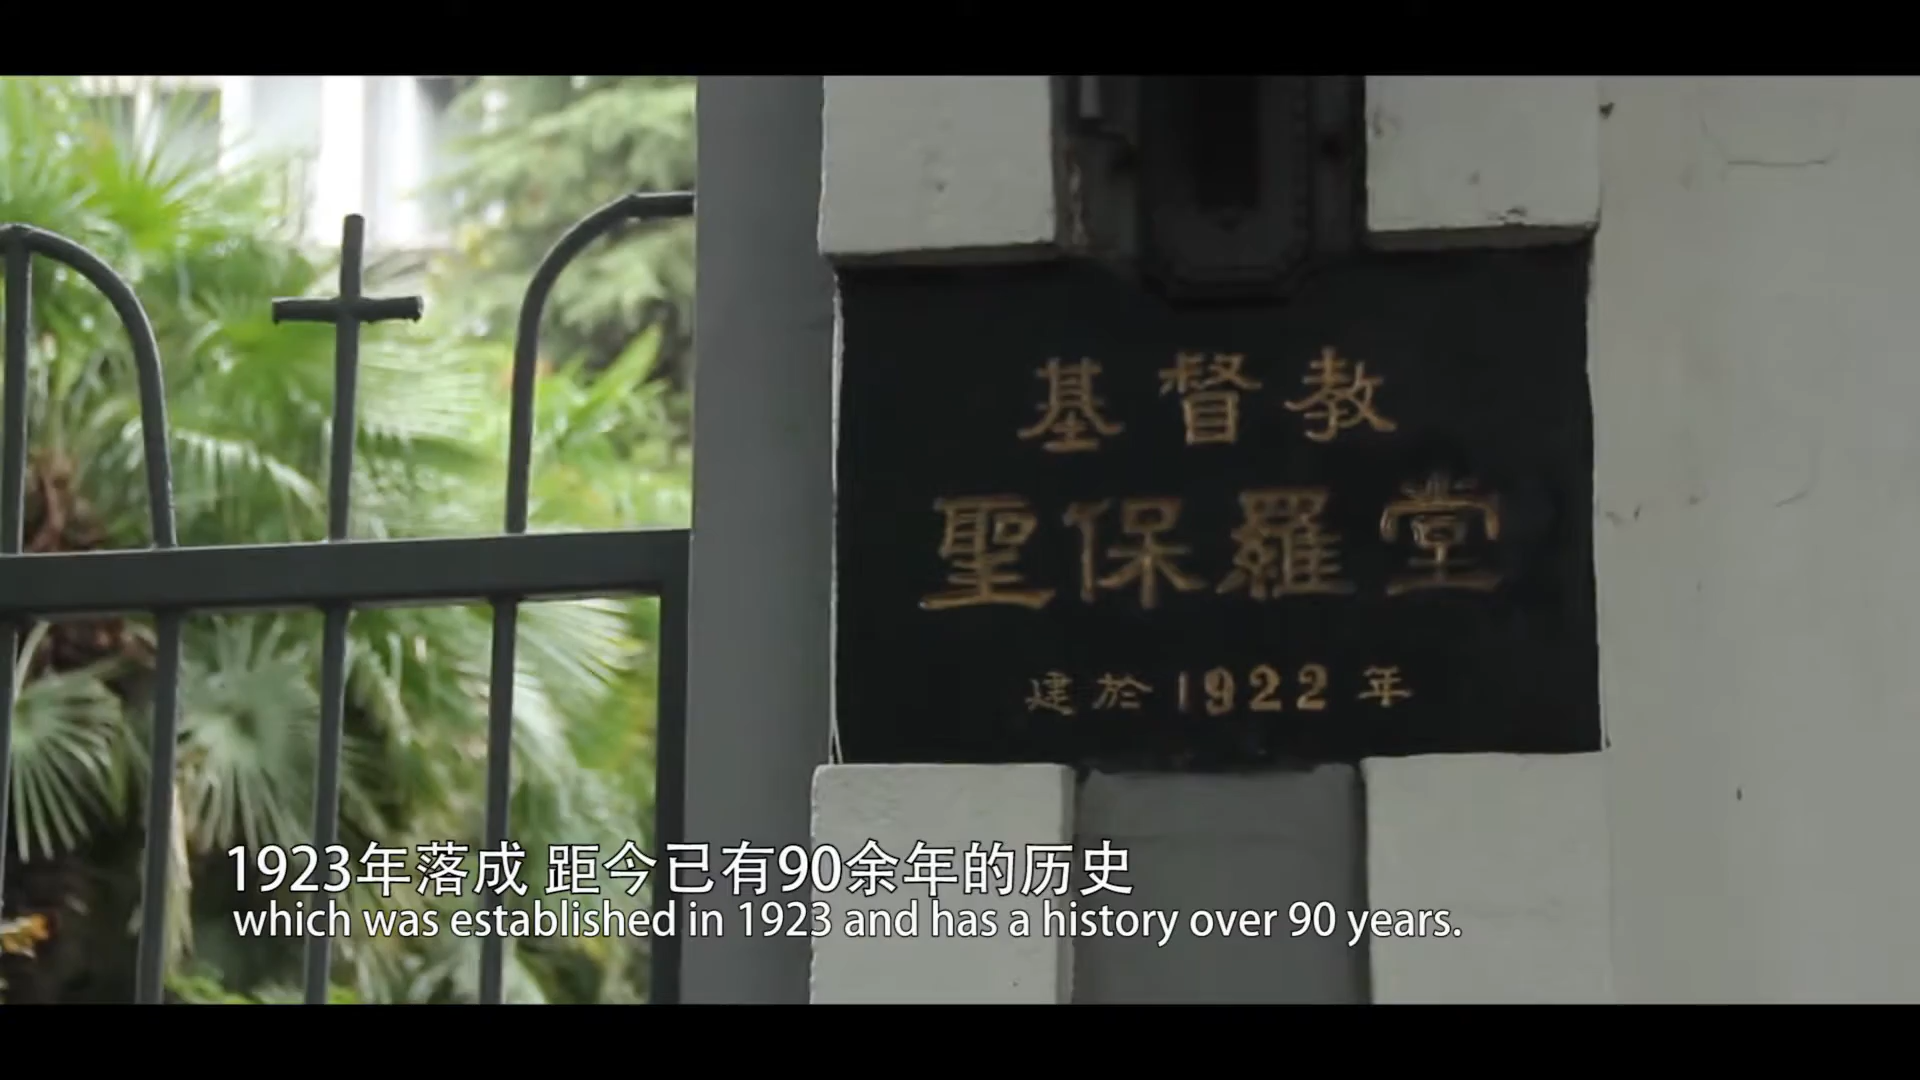 基督教
聖保羅堂
建於1922年
1923年落成 距今已有90余年的历史
which was established in 1923 and has a history over 90 years.